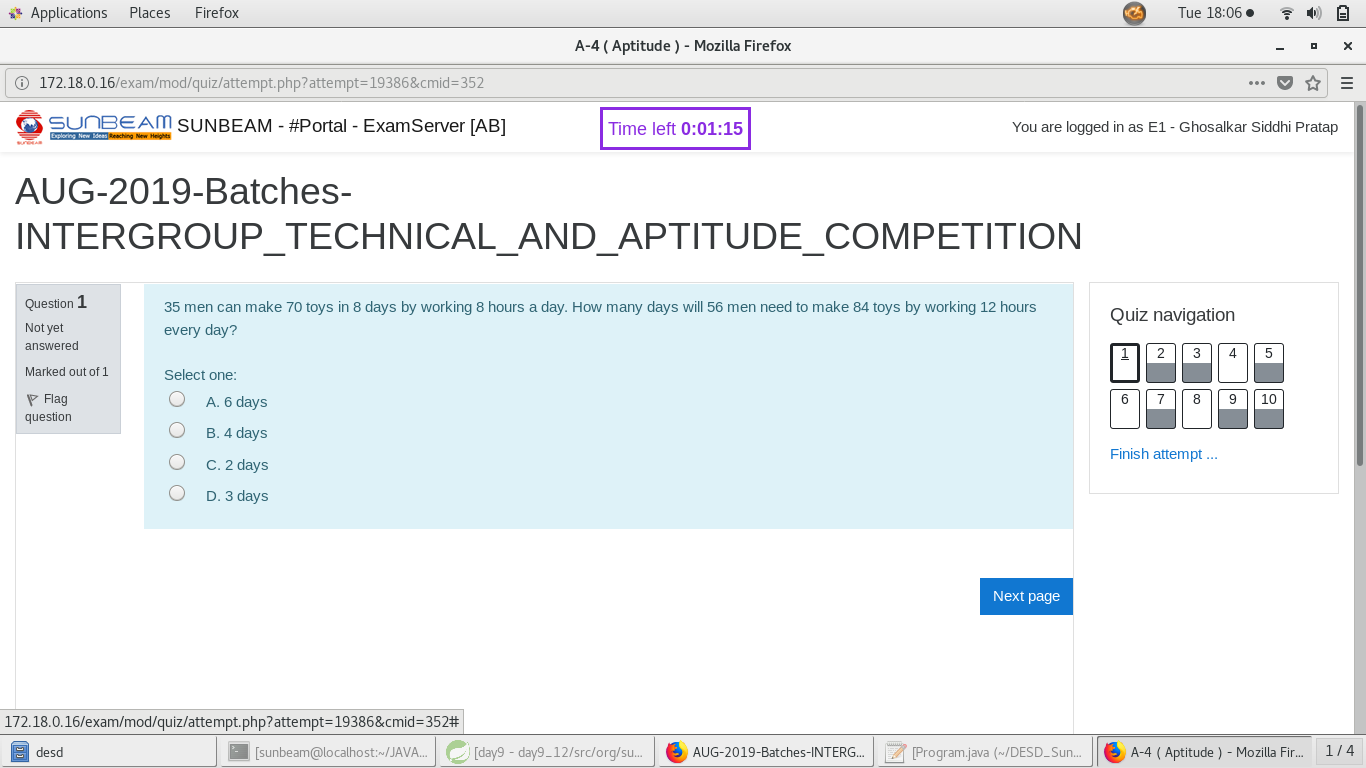 Applications Places Firefox Tue 18:06
A-4 ( Aptitude ) - Mozilla Firefox
172.18.0.16/exam/mod/quiz/attempt.php?attempt=19386&cmid=352
SUNBEAM
Exploring New Ideas Reaching New Heights
SUNBEAM
SUNBEAM - #Portal - ExamServer [AB]
Time left 0:01:15
You are logged in as E1 - Ghosalkar Siddhi Pratap
AUG-2019-Batches-
INTERGROUP_TECHNICAL_AND_APTITUDE_COMPETITION
Question 1
Not yet
answered
Marked out of 1
Flag
question
35 men can make 70 toys in 8 days by working 8 hours a day. How many days will 56 men need to make 84 toys by working 12 hours
every day?
Select one:
A. 6 days
B. 4 days
C. 2 days
D. 3 days
Next page
Quiz navigation
1 2 3 4 5
6 7 8 9 10
Finish attempt ...
172.18.0.16/exam/mod/quiz/attempt.php?attempt=19386&cmid=352#
desd
[sunbeam@localhost:~/JAVA...
[day9 - day9_12/src/org/su...
AUG-2019-Batches-INTERG...
[Program.java (~/DESD_Sun...
A-4 ( Aptitude ) - Mozilla Fir...
1 / 4